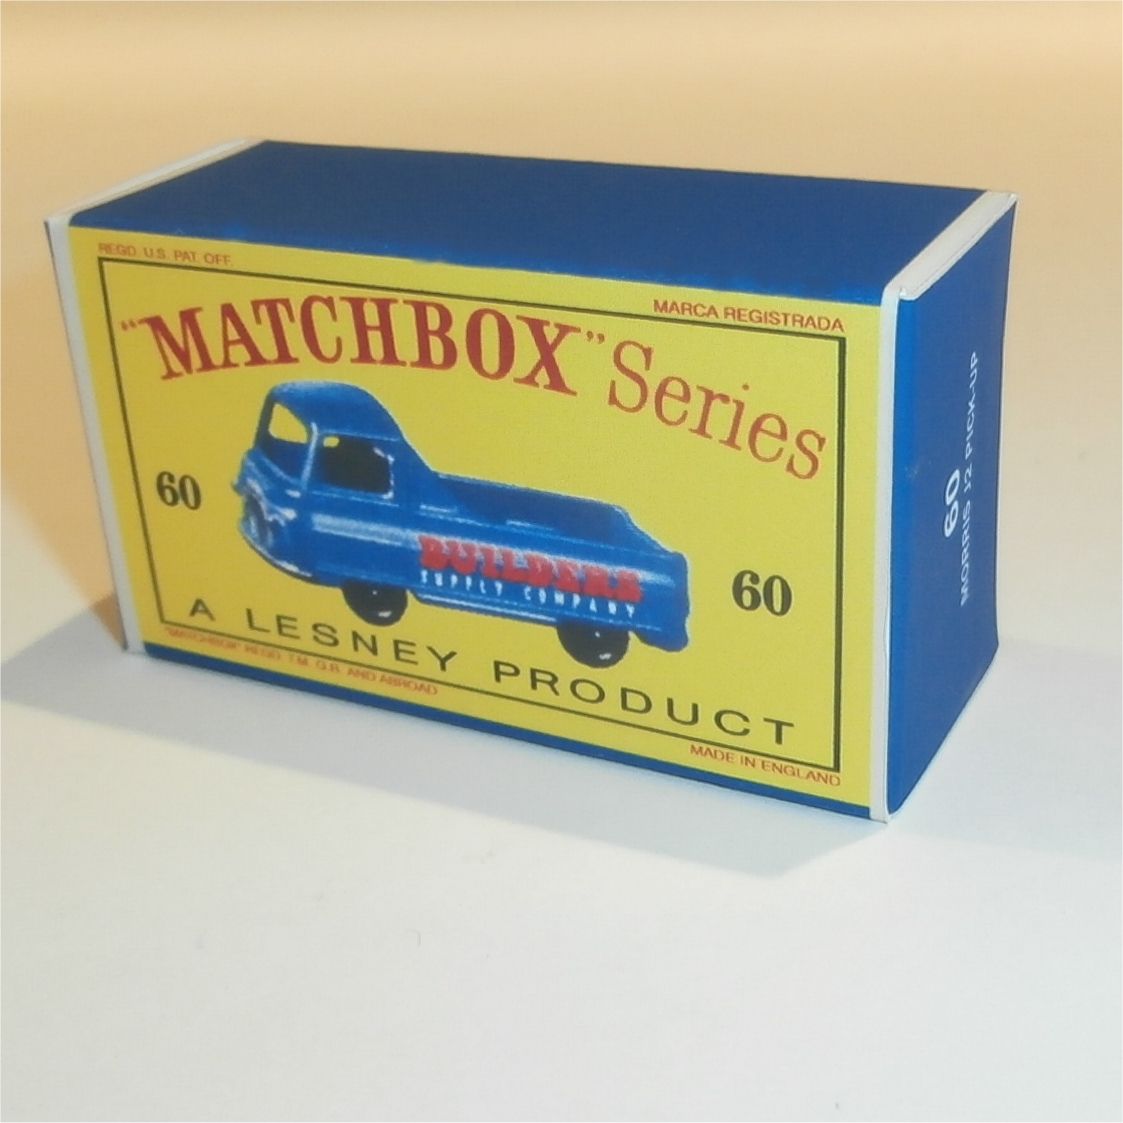 REGD. U.S. PAT. OFF.
MARCA REGISTRADA
"MATCHBOX" Series
60
BUILDERS
SUPPLY COMPANY
60
A LESNEY PRODUCT
"MATCHBOX" REGD. T.M. G.B. AND ABROAD
MADE IN ENGLAND
60
MORRIS J2 PICK-UP